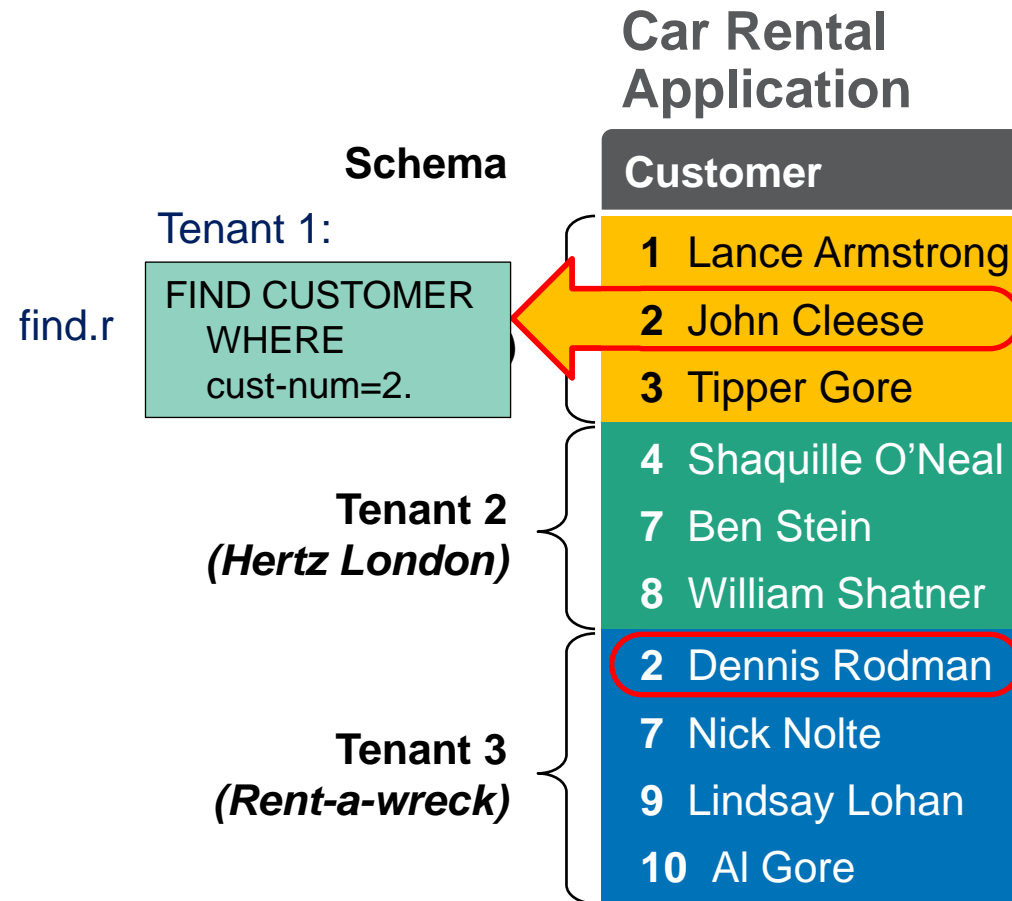 Car Rental
Application
Schema
Customer
Tenant 1:
find.r
FIND CUSTOMER
WHERE
cust-num=2.
1 Lance Armstrong
2 John Cleese
3 Tipper Gore
Tenant 2
(Hertz London)
4 Shaquille O’Neal
7 Ben Stein
8 William Shatner
Tenant 3
(Rent-a-wreck)
2 Dennis Rodman
7 Nick Nolte
9 Lindsay Lohan
10 Al Gore